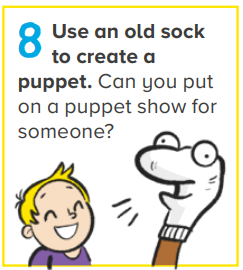 8 Use an old sock
to create a
puppet. Can you put
on a puppet show for
someone?